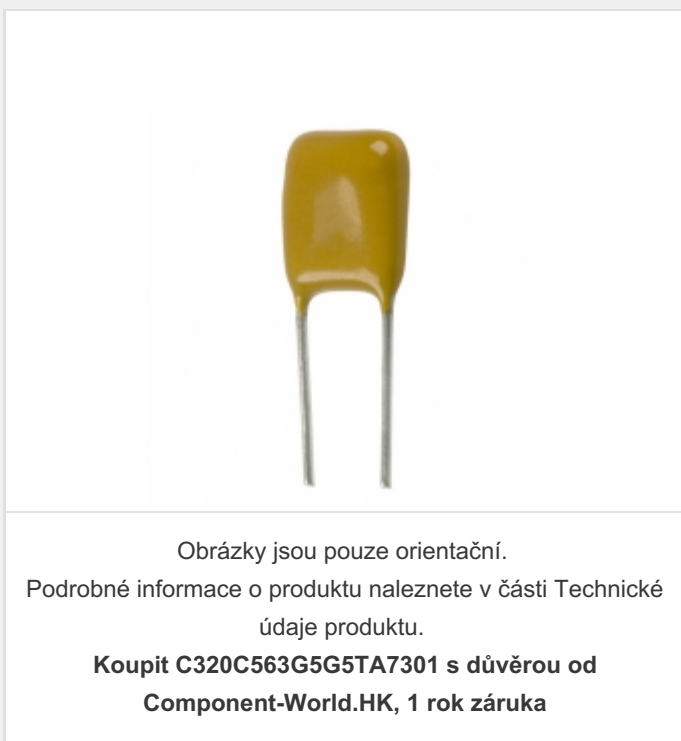 Obrázky jsou pouze orientační.
Podrobné informace o produktu naleznete v části Technické
údaje produktu.
Koupit C320C563G5G5TA7301 s důvěrou od
Component-World.HK, 1 rok záruka